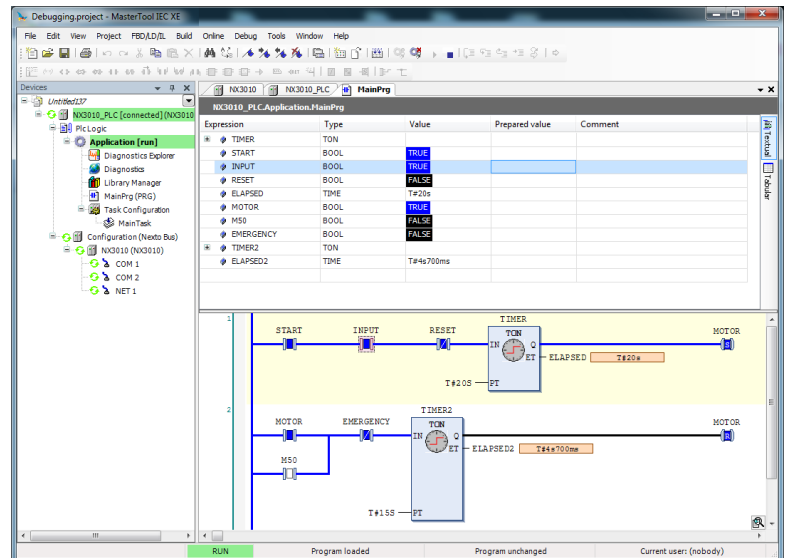 Debugging.project - MasterTool IEC XE
File Edit View Project FBD/LD/IL Build Online Debug Tools Window Help
Devices
NX3010 NX3010_PLC MainPrg
Untitled137
NX3010_PLC [connected] (NX3010
Plc Logic
Application [run]
Diagnostics Explorer
Diagnostics
Library Manager
MainPrg (PRG)
Task Configuration
MainTask
Configuration (Nexto Bus)
NX3010 (NX3010)
COM 1
COM 2
NET 1
NX3010_PLC.Application.MainPrg
Expression Type Value Prepared value Comment
TIMER TON
START BOOL TRUE
INPUT BOOL TRUE
RESET BOOL FALSE
ELAPSED TIME T#20s
MOTOR BOOL TRUE
M50 BOOL FALSE
EMERGENCY BOOL FALSE
TIMER2 TON
ELAPSED2 TIME T#4s700ms
Textual
Tabular
1
TIMER
START INPUT RESET TON MOTOR
IN Q
S
ET ELAPSED T#20s
T#20S PT
2
TIMER2
MOTOR EMERGENCY TON MOTOR
IN Q
R
ET ELAPSED2 T#4s700ms
M50
T#15S PT
RUN Program loaded Program unchanged Current user: (nobody)